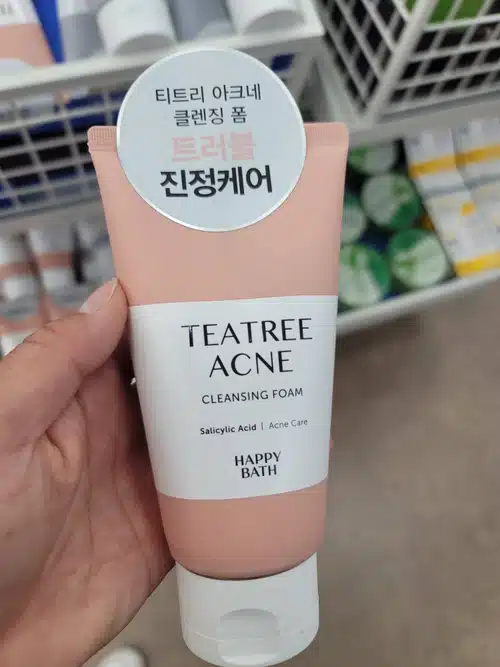 티트리 아크네
클렌징 폼
트러블
진정케어
TEATREE
ACNE
CLEANSING FOAM
Salicylic Acid | Acne Care
HAPPY
BATH